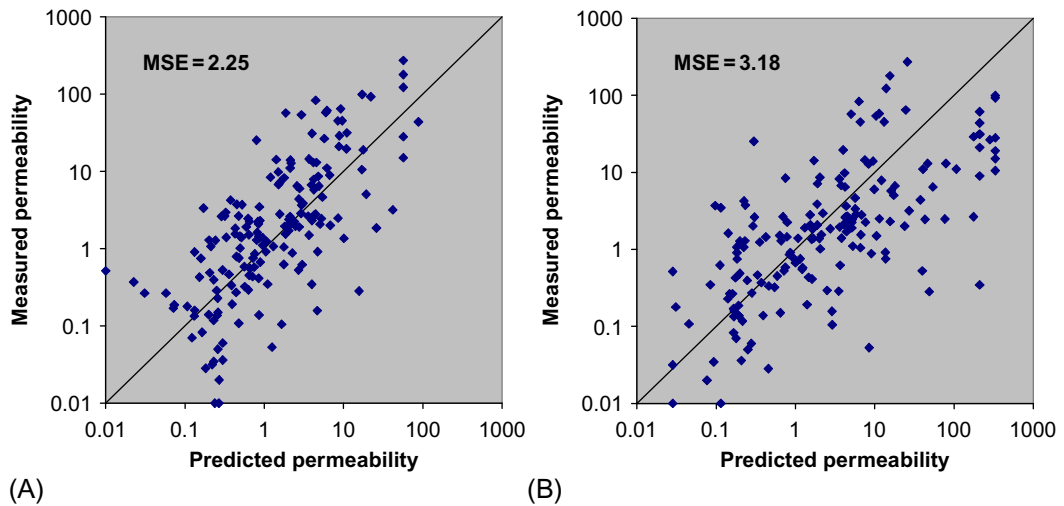 1000
100
10
1
0.1
0.01
Measured permeability
MSE = 2.25
0.01 0.1 1 10 100 1000
Predicted permeability
(A)
1000
100
10
1
0.1
0.01
Measured permeability
MSE = 3.18
0.01 0.1 1 10 100 1000
Predicted permeability
(B)